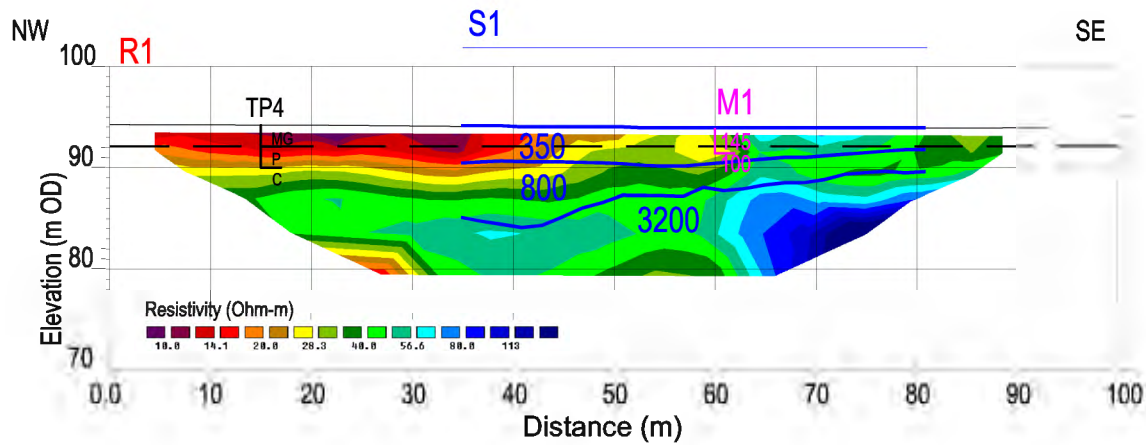 NW
R1
S1
SE
TP4
M1
MG
P
C
350
145
100
800
3200
Elevation (m OD)
100
90
80
70
Resistivity (Ohm-m)
10.0 14.1 20.0 28.3 40.0 56.6 80.0 113
0.0 10 20 30 40 50 60 70 80 90 100
Distance (m)